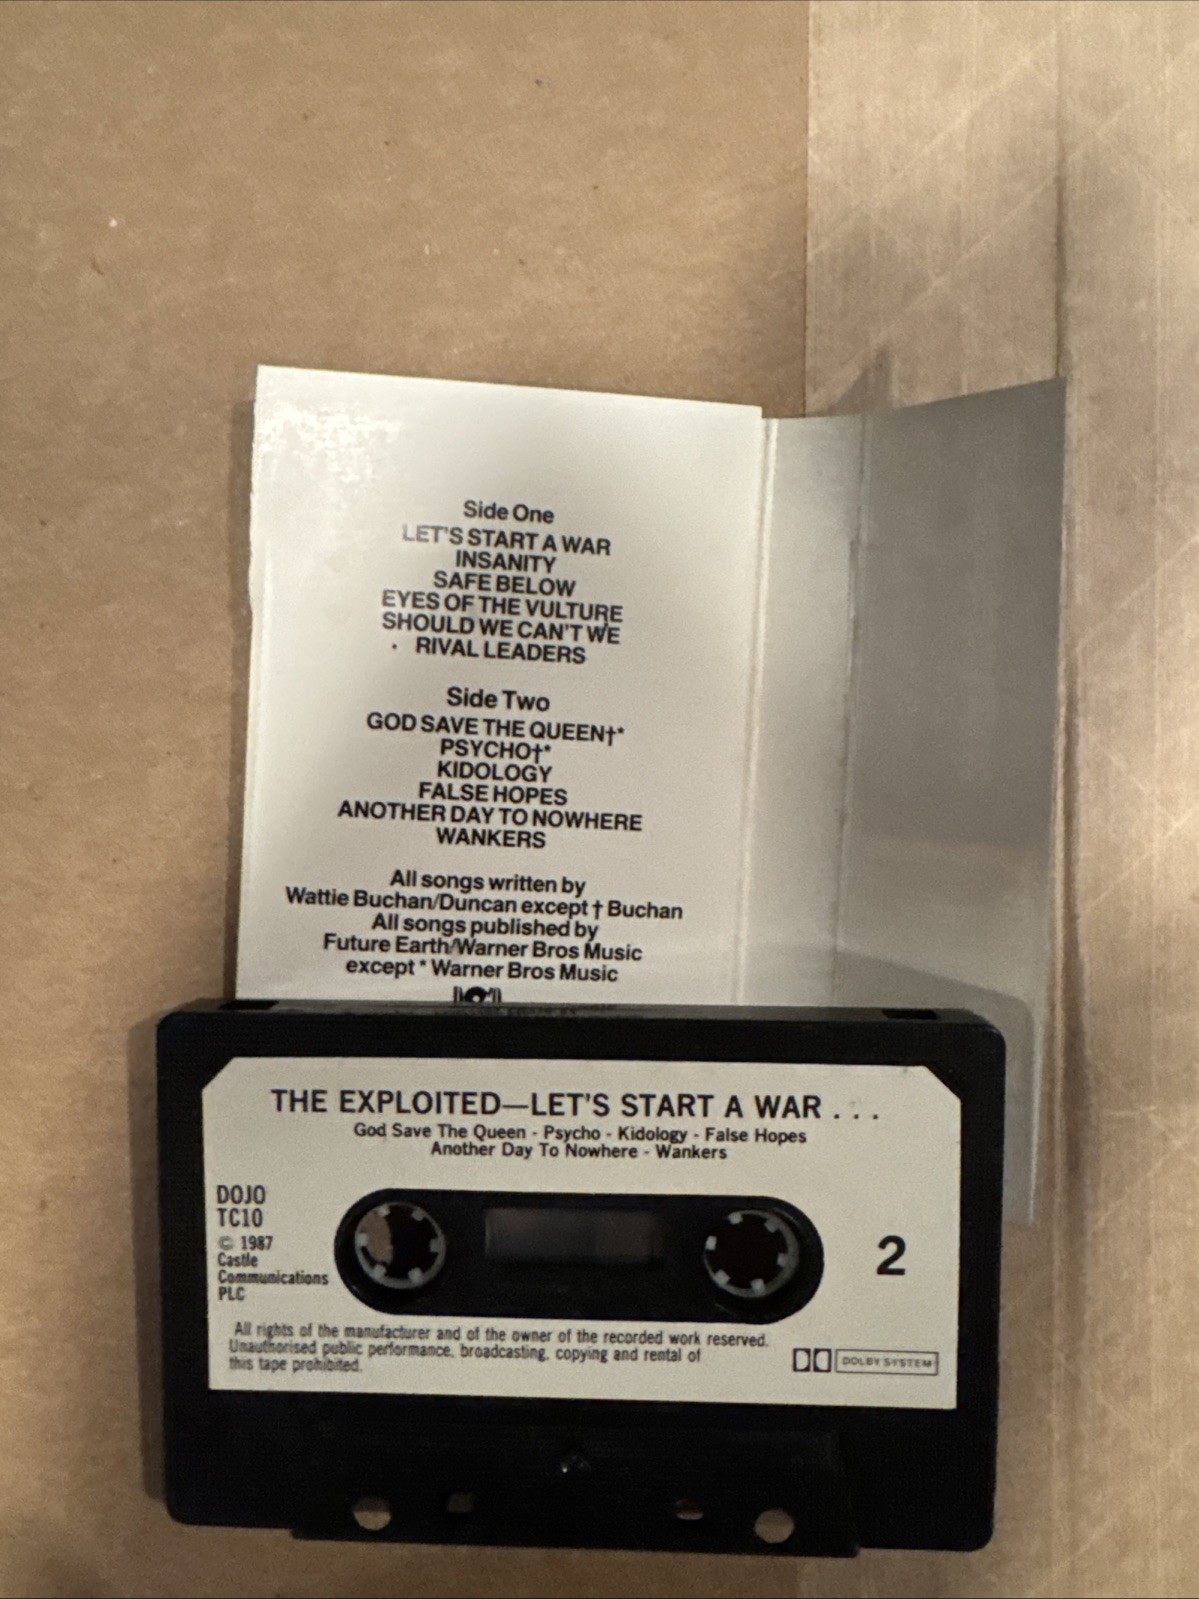 Side One
LET'S START A WAR
INSANITY
SAFE BELOW
EYES OF THE VULTURE
SHOULD WE CAN'T WE
RIVAL LEADERS
Side Two
GOD SAVE THE QUEEN†*
PSYCHO†*
KIDOLOGY
FALSE HOPES
ANOTHER DAY TO NOWHERE
WANKERS
All songs written by
Wattie Buchan/Duncan except † Buchan
All songs published by
Future Earth/Warner Bros Music
except * Warner Bros Music
THE EXPLOITED—LET'S START A WAR . . .
God Save The Queen - Psycho - Kidology - False Hopes
Another Day To Nowhere - Wankers
DOJO
TC10
© 1987
Castle
Communications
PLC
2
All rights of the manufacturer and of the owner of the recorded work reserved.
Unauthorised public performance, broadcasting, copying and rental of
this tape prohibited.
DOLBY SYSTEM